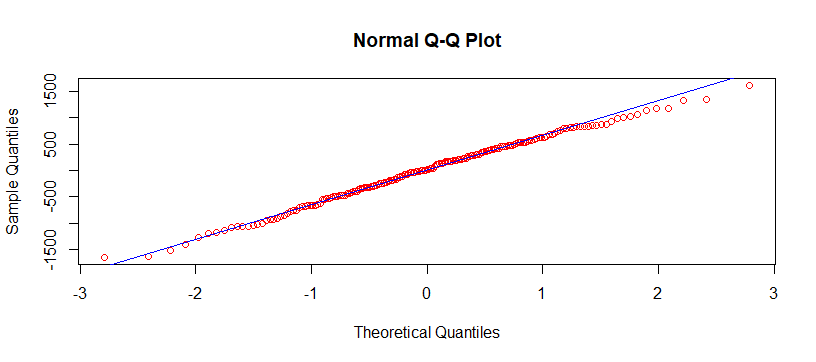 Normal Q-Q Plot
Sample Quantiles
1500
500
-500
-1500
-3 -2 -1 0 1 2 3
Theoretical Quantiles